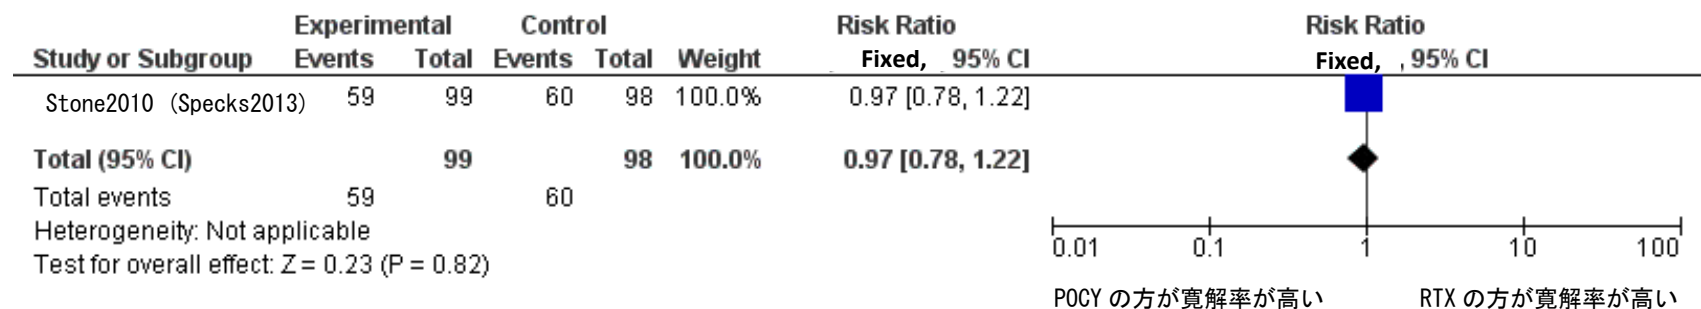 Experimental Control Risk Ratio Risk Ratio
Study or Subgroup Events Total Events Total Weight Fixed, 95% CI Fixed, , 95% CI
Stone2010 (Specks2013) 59 99 60 98 100.0% 0.97 [0.78, 1.22]
Total (95% CI) 99 98 100.0% 0.97 [0.78, 1.22]
Total events 59 60
Heterogeneity: Not applicable
Test for overall effect: Z = 0.23 (P = 0.82)
0.01 0.1 1 10 100
POCY の方が寛解率が高い RTX の方が寛解率が高い